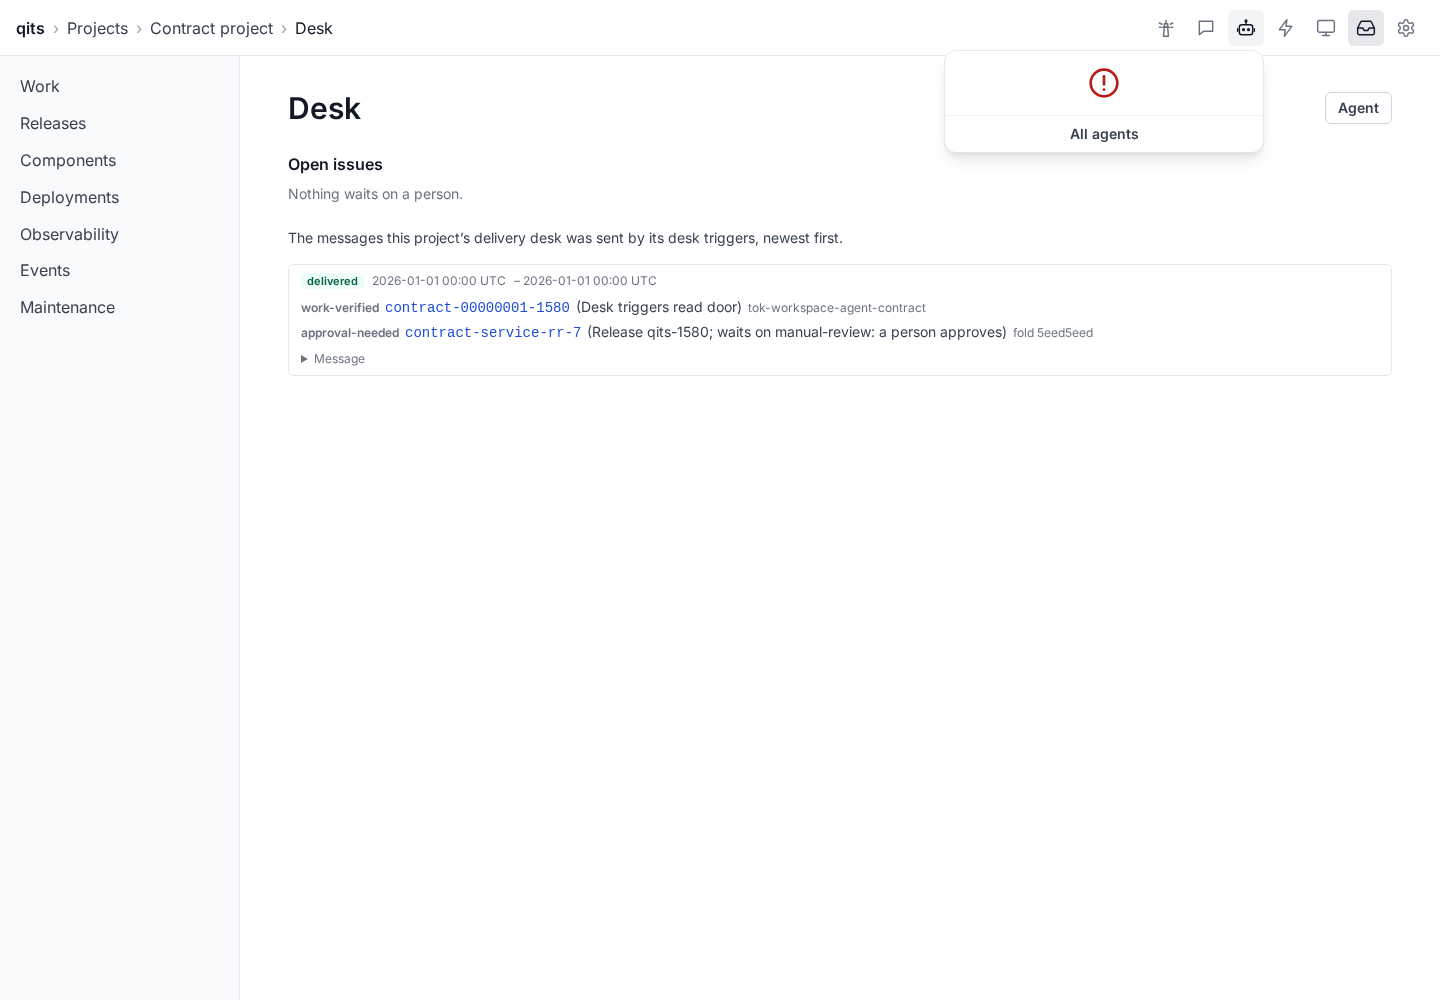 qits › Projects › Contract project › Desk
All agents
Work
Releases
Components
Deployments
Observability
Events
Maintenance
Desk
Agent
Open issues
Nothing waits on a person.
The messages this project’s delivery desk was sent by its desk triggers, newest first.
delivered 2026-01-01 00:00 UTC – 2026-01-01 00:00 UTC
work-verified contract-00000001-1580 (Desk triggers read door) tok-workspace-agent-contract
approval-needed contract-service-rr-7 (Release qits-1580; waits on manual-review: a person approves) fold 5eed5eed
Message